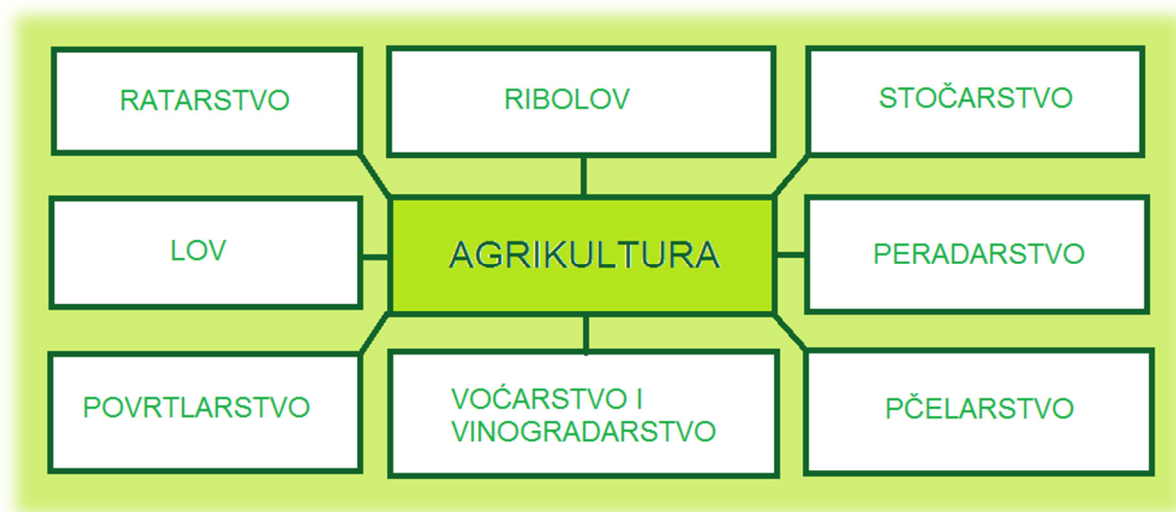 RATARSTVO
RIBOLOV
STOČARSTVO
LOV
AGRIKULTURA
PERADARSTVO
POVRTLARSTVO
VOĆARSTVO I
VINOGRADARSTVO
PČELARSTVO